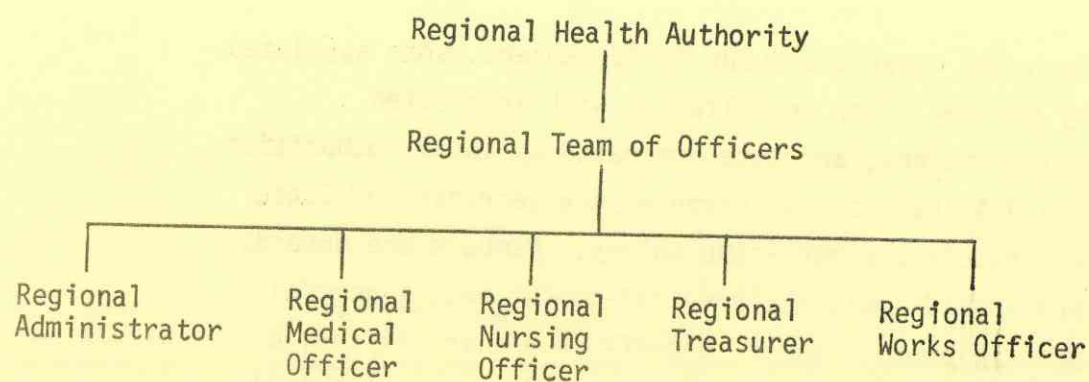 Regional Health Authority
Regional Team of Officers
Regional
Administrator
Regional
Medical
Officer
Regional
Nursing
Officer
Regional
Treasurer
Regional
Works Officer